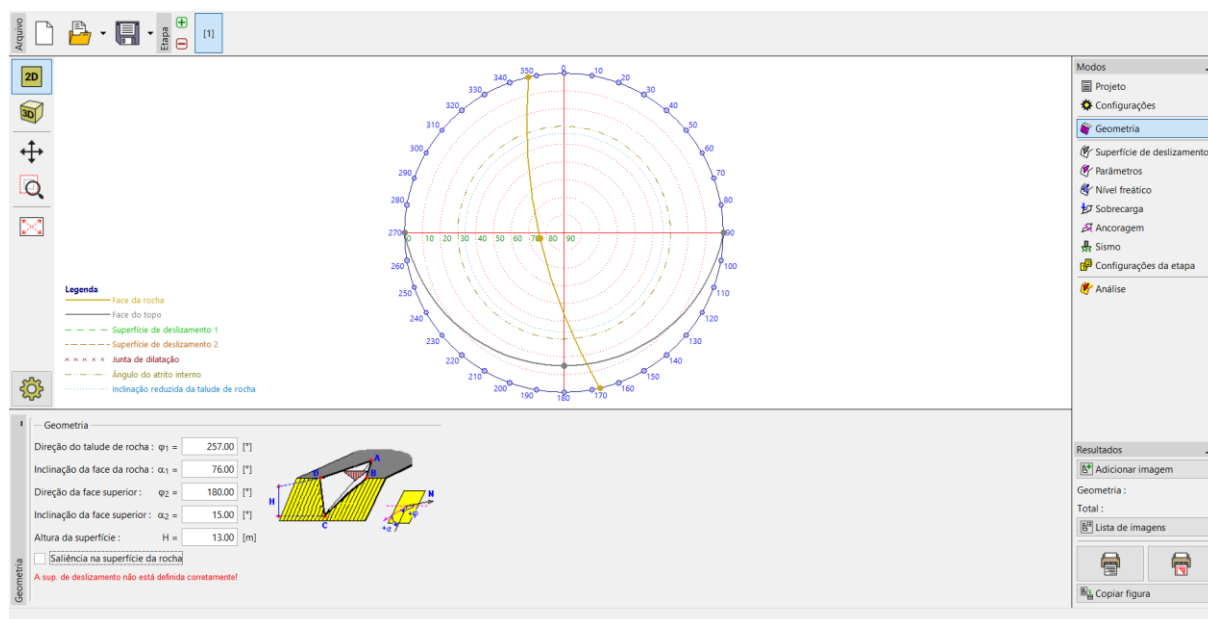 Arquivo
Etapa
[1]
2D
3D
0
10
20
30
40
50
60
70
80
90
100
110
120
130
140
150
160
170
180
190
200
210
220
230
240
250
260
270
280
290
300
310
320
330
340
350
0 10 20 30 40 50 60 70 80 90
Legenda
Face da rocha
Face do topo
Superfície de deslizamento 1
Superfície de deslizamento 2
Junta de dilatação
Ângulo do atrito interno
Inclinação reduzida da talude de rocha
Modos
Projeto
Configurações
Geometria
Superfície de deslizamento
Parâmetros
Nível freático
Sobrecarga
Ancoragem
Sismo
Configurações da etapa
Análise
Geometria
Geometria
Direção do talude de rocha : φ1 = 257.00 [°]
Inclinação da face da rocha : α1 = 76.00 [°]
Direção da face superior : φ2 = 180.00 [°]
Inclinação da face superior : α2 = 15.00 [°]
Altura da superfície : H = 13.00 [m]
Saliência na superfície da rocha
A sup. de deslizamento não está definida corretamente!
A
B
B
H
C
N
+φ
+α
Resultados
Adicionar imagem
Geometria :
Total :
Lista de imagens
Copiar figura